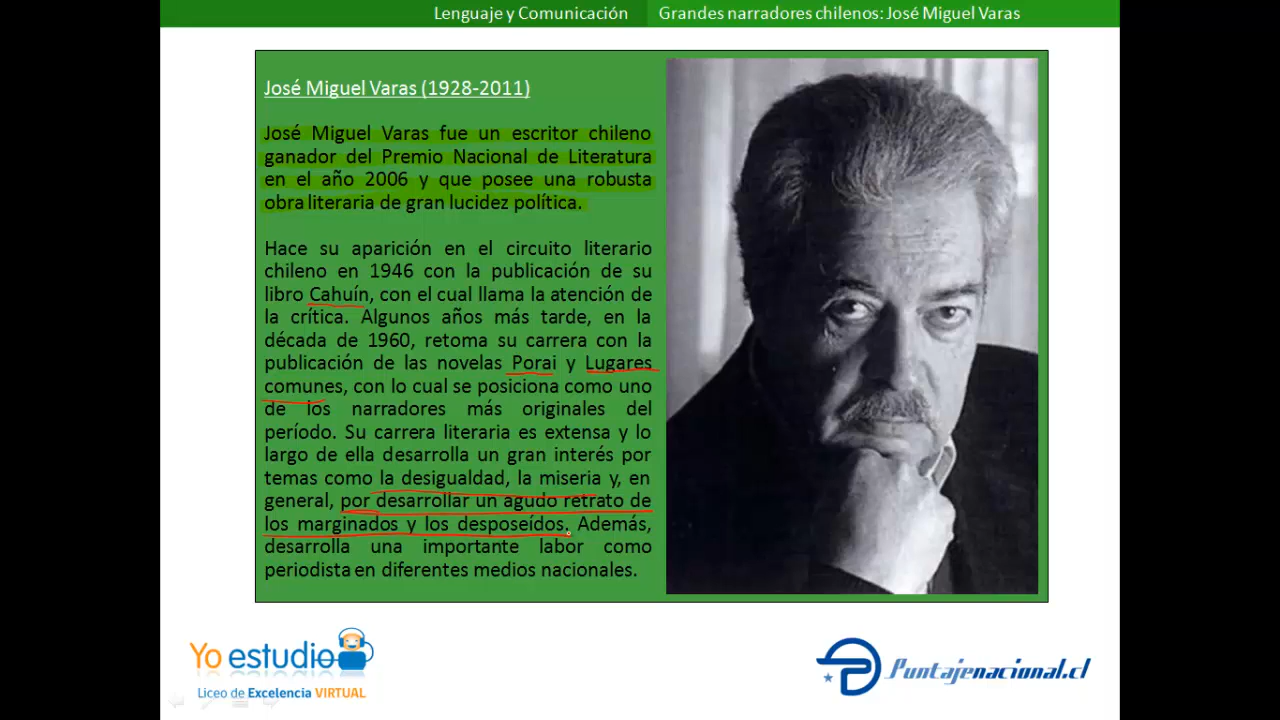 Lenguaje y Comunicación
Grandes narradores chilenos: José Miguel Varas
José Miguel Varas (1928-2011)
José Miguel Varas fue un escritor chileno
ganador del Premio Nacional de Literatura
en el año 2006 y que posee una robusta
obra literaria de gran lucidez política.
Hace su aparición en el circuito literario
chileno en 1946 con la publicación de su
libro Cahuín, con el cual llama la atención de
la crítica. Algunos años más tarde, en la
década de 1960, retoma su carrera con la
publicación de las novelas Porai y Lugares
comunes, con lo cual se posiciona como uno
de los narradores más originales del
período. Su carrera literaria es extensa y lo
largo de ella desarrolla un gran interés por
temas como la desigualdad, la miseria y, en
general, por desarrollar un agudo retrato de
los marginados y los desposeídos. Además,
desarrolla una importante labor como
periodista en diferentes medios nacionales.
Yo estudio
Liceo de Excelencia VIRTUAL
Puntajenacional.cl